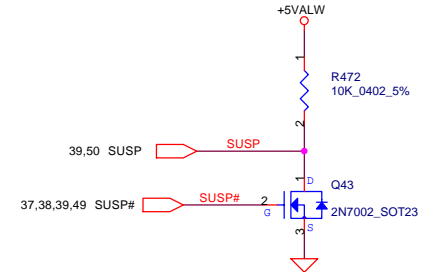 +5VALW
1
R472
10K_0402_5%
2
39,50 SUSP
SUSP
1
D
Q43
37,38,39,49 SUSP#
SUSP#
2
G
2N7002_SOT23
3
S